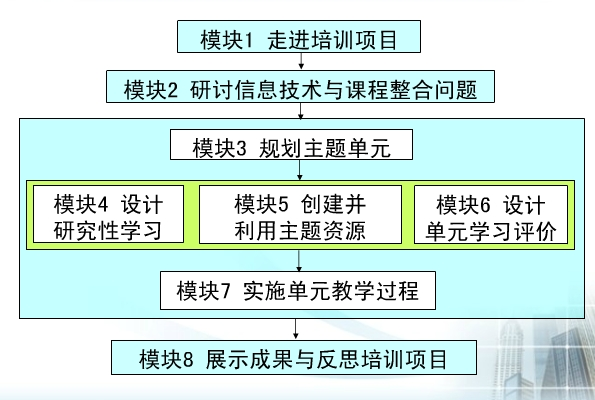 模块1 走进培训项目
模块2 研讨信息技术与课程整合问题
模块3 规划主题单元
模块4 设计
研究性学习
模块5 创建并
利用主题资源
模块6 设计
单元学习评价
模块7 实施单元教学过程
模块8 展示成果与反思培训项目